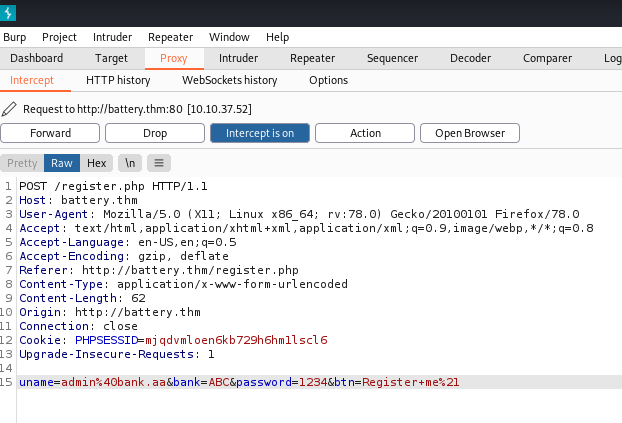 Burp Project Intruder Repeater Window Help
Dashboard Target Proxy Intruder Repeater Sequencer Decoder Comparer Log
Intercept HTTP history WebSockets history Options
Request to http://battery.thm:80 [10.10.37.52]
Forward Drop Intercept is on Action Open Browser
Pretty Raw Hex \n
1 POST /register.php HTTP/1.1
2 Host: battery.thm
3 User-Agent: Mozilla/5.0 (X11; Linux x86_64; rv:78.0) Gecko/20100101 Firefox/78.0
4 Accept: text/html,application/xhtml+xml,application/xml;q=0.9,image/webp,*/*;q=0.8
5 Accept-Language: en-US,en;q=0.5
6 Accept-Encoding: gzip, deflate
7 Referer: http://battery.thm/register.php
8 Content-Type: application/x-www-form-urlencoded
9 Content-Length: 62
10 Origin: http://battery.thm
11 Connection: close
12 Cookie: PHPSESSID=mjqdvmloen6kb729h6hm1lscl6
13 Upgrade-Insecure-Requests: 1
14
15 uname=admin%40bank.aa&bank=ABC&password=1234&btn=Register+me%21